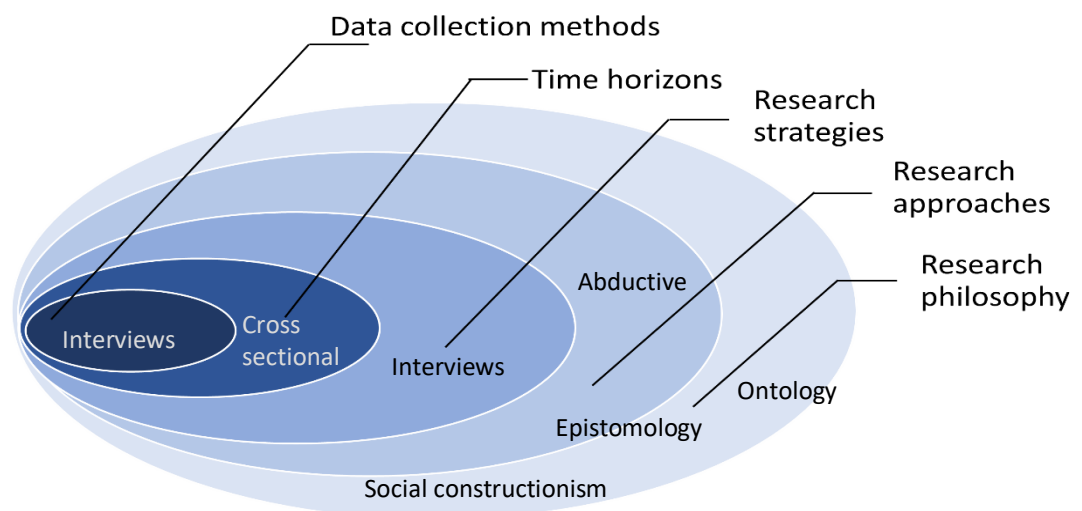 Data collection methods
Time horizons
Research
strategies
Research
approaches
Research
philosophy
Abductive
Interviews
Cross
sectional
Interviews
Ontology
Epistomology
Social constructionism